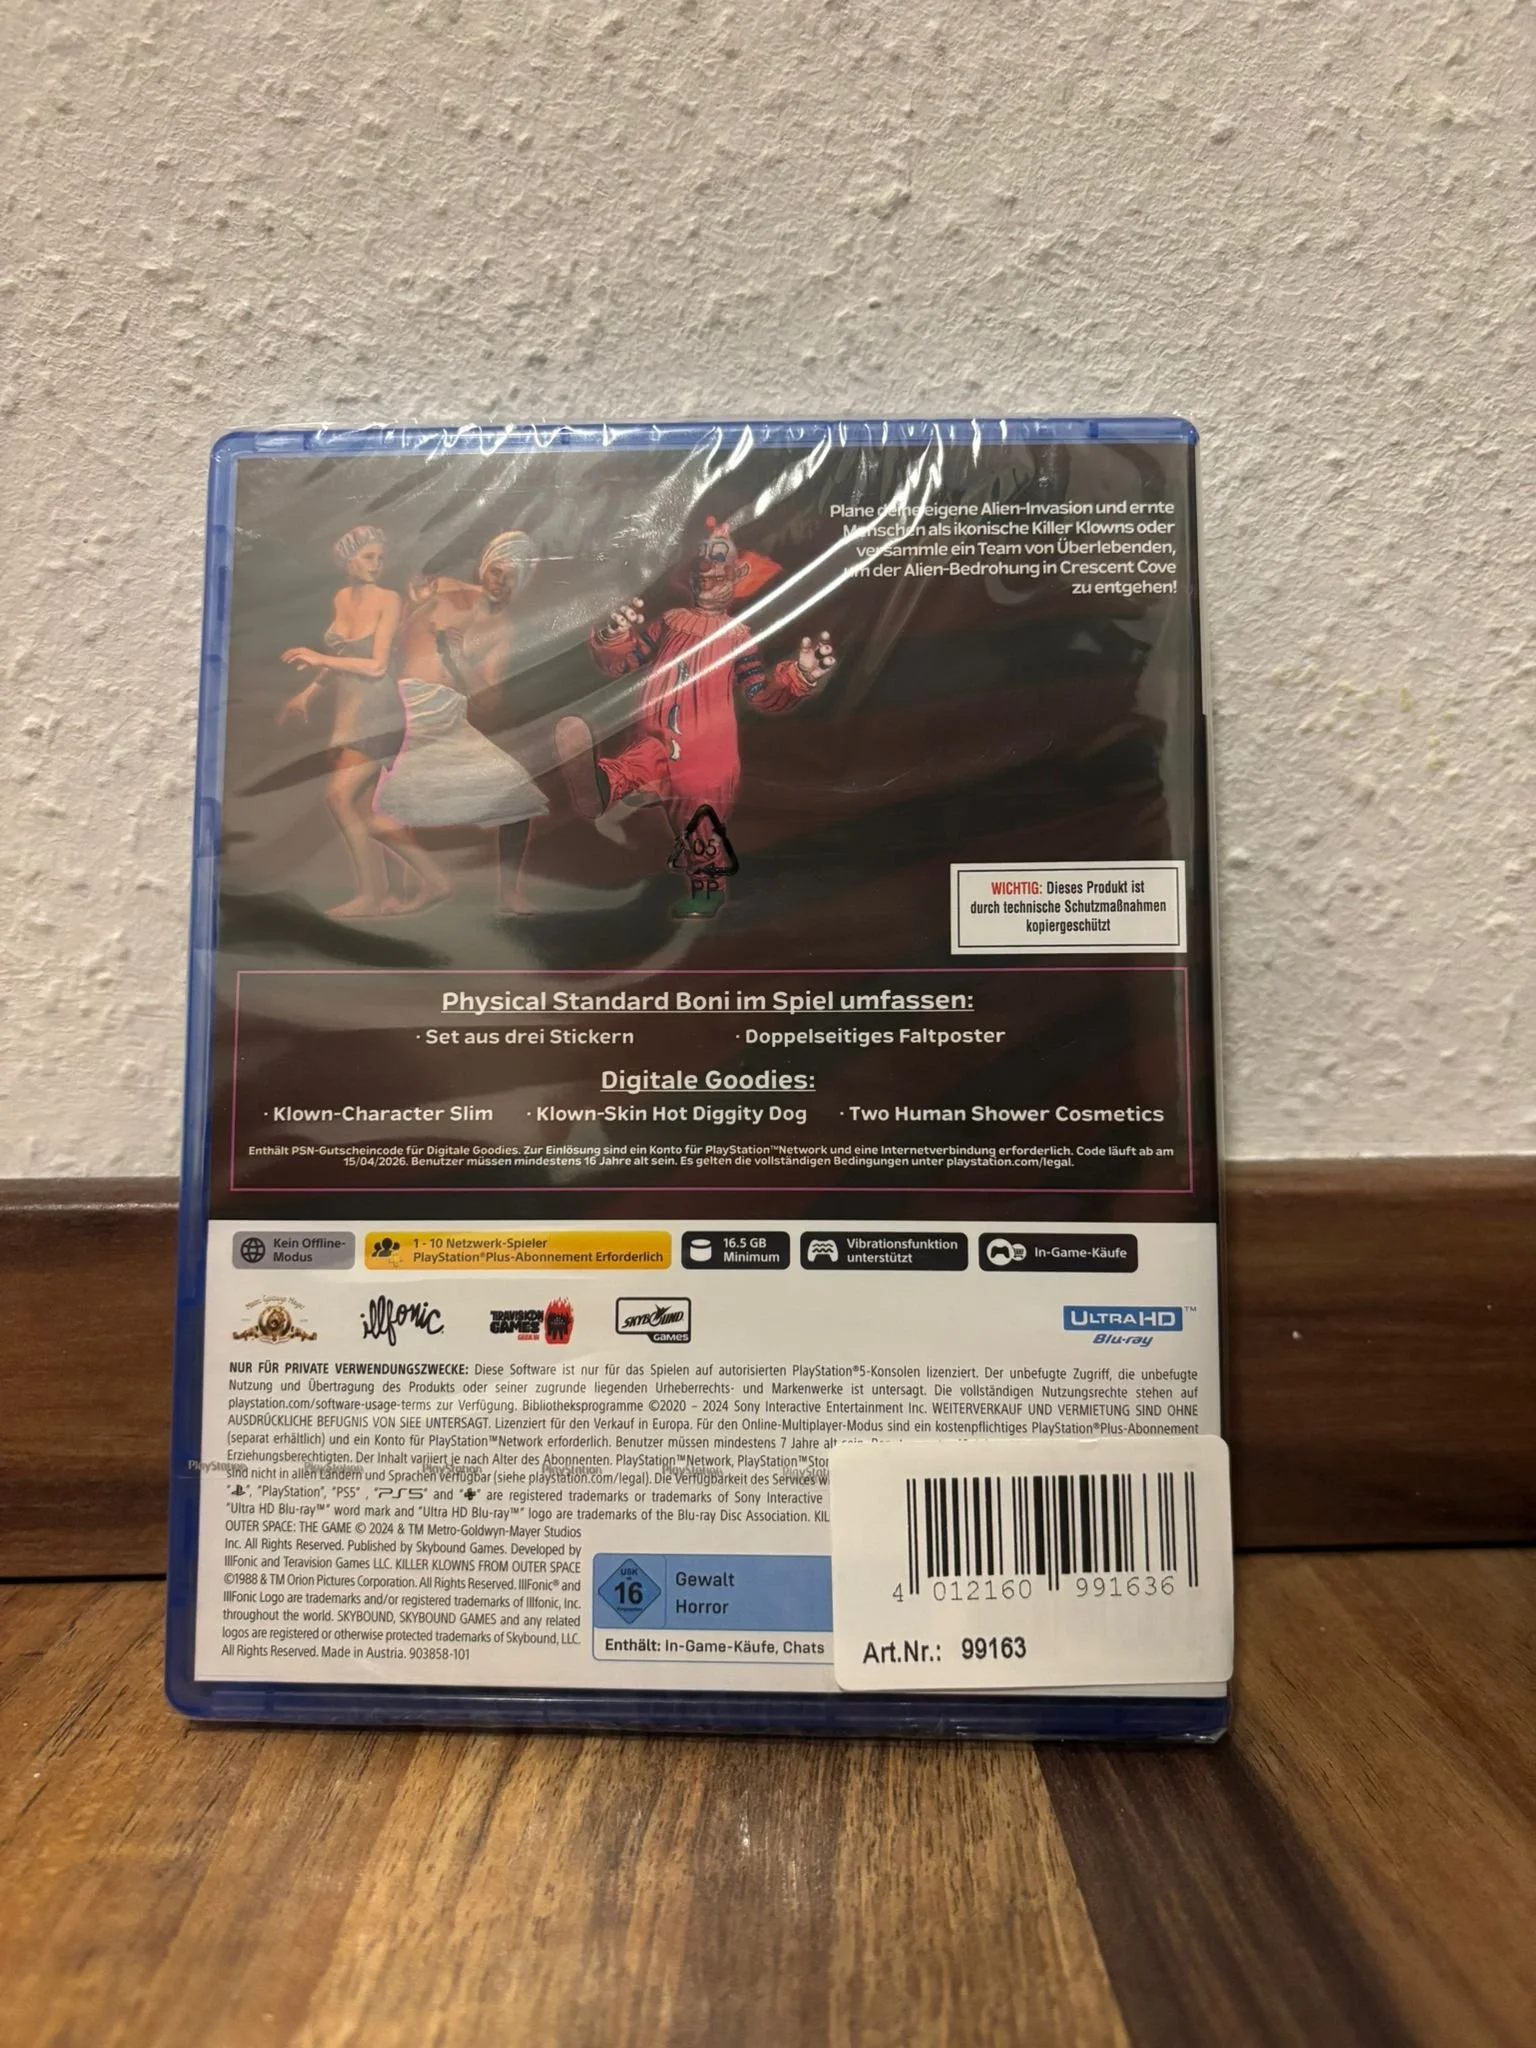 Plane deine eigene Alien-Invasion und ernte
Menschen als ikonische Killer Klowns oder
versammle ein Team von Überlebenden,
um der Alien-Bedrohung in Crescent Cove
zu entgehen!
05
PP
WICHTIG: Dieses Produkt ist
durch technische Schutzmaßnahmen
kopiergeschützt
Physical Standard Boni im Spiel umfassen:
· Set aus drei Stickern · Doppelseitiges Faltposter
Digitale Goodies:
· Klown-Character Slim · Klown-Skin Hot Diggity Dog · Two Human Shower Cosmetics
Enthält PSN-Gutscheincode für Digitale Goodies. Zur Einlösung sind ein Konto für PlayStation™Network und eine Internetverbindung erforderlich. Code läuft ab am
15/04/2026. Benutzer müssen mindestens 16 Jahre alt sein. Es gelten die vollständigen Bedingungen unter playstation.com/legal.
Kein Offline-
Modus
1 - 10 Netzwerk-Spieler
PlayStation®Plus-Abonnement Erforderlich
16.5 GB
Minimum
Vibrationsfunktion
unterstützt
In-Game-Käufe
illfonic
TERAVISION
GAMES
SKYBOUND
GAMES
ULTRA HD™
Blu-ray
NUR FÜR PRIVATE VERWENDUNGSZWECKE: Diese Software ist nur für das Spielen auf autorisierten PlayStation®5-Konsolen lizenziert. Der unbefugte Zugriff, die unbefugte
Nutzung und Übertragung des Produkts oder seiner zugrunde liegenden Urheberrechts- und Markenwerke ist untersagt. Die vollständigen Nutzungsrechte stehen auf
playstation.com/software-usage-terms zur Verfügung. Bibliotheksprogramme ©2020 – 2024 Sony Interactive Entertainment Inc. WEITERVERKAUF UND VERMIETUNG SIND OHNE
AUSDRÜCKLICHE BEFUGNIS VON SIEE UNTERSAGT. Lizenziert für den Verkauf in Europa. Für den Online-Multiplayer-Modus sind ein kostenpflichtiges PlayStation®Plus-Abonnement
(separat erhältlich) und ein Konto für PlayStation™Network erforderlich. Benutzer müssen mindestens 7 Jahre alt sein.
Erziehungsberechtigten. Der Inhalt variiert je nach Alter des Abonnenten. PlayStation™Network, PlayStation™Stor
PlayStation PlayStation PlayStation PlayStation PlayStation PlayStat
sind nicht in allen Ländern und Sprachen verfügbar (siehe playstation.com/legal). Die Verfügbarkeit des Services w
"", "PlayStation", "PS5", "PS5" and "" are registered trademarks or trademarks of Sony Interactive
"Ultra HD Blu-ray™" word mark and "Ultra HD Blu-ray™" logo are trademarks of the Blu-ray Disc Association. KIL
OUTER SPACE: THE GAME © 2024 & TM Metro-Goldwyn-Mayer Studios
Inc. All Rights Reserved. Published by Skybound Games. Developed by
IllFonic and Teravision Games LLC. KILLER KLOWNS FROM OUTER SPACE
©1988 & TM Orion Pictures Corporation. All Rights Reserved. IllFonic® and
IllFonic Logo are trademarks and/or registered trademarks of Illfonic, Inc.
throughout the world. SKYBOUND, SKYBOUND GAMES and any related
logos are registered or otherwise protected trademarks of Skybound, LLC.
All Rights Reserved. Made in Austria. 903858-101
USK
16
Gewalt
Horror
Enthält: In-Game-Käufe, Chats
4 012160 991636
Art.Nr.: 99163